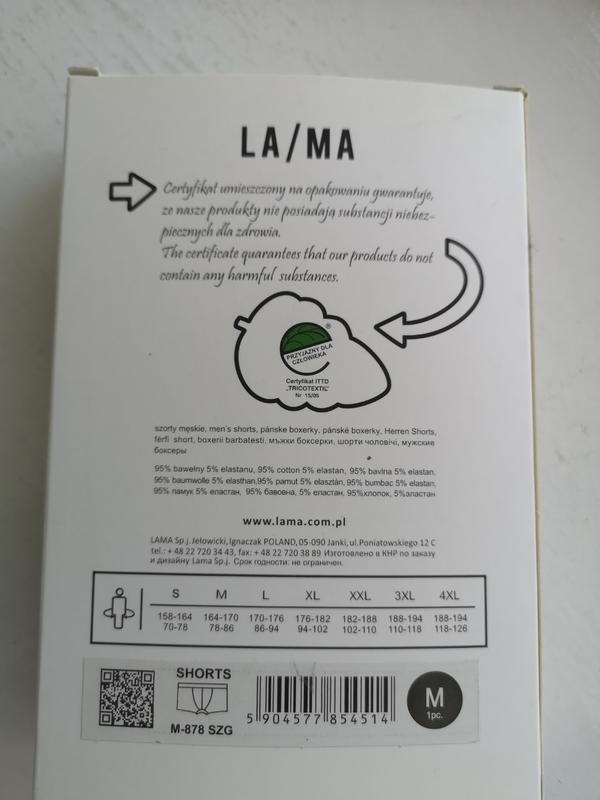 LA/MA
Certyfikat umieszczony na opakowaniu gwarantuje,
że nasze produkty nie posiadają substancji niebez-
piecznych dla zdrowia.
The certificate quarantees that our products do not
contain any harmful substances.
®
PRZYJAZNY DLA
CZŁOWIEKA
Certyfikat ITTD
„TRICOTEXTIL"
Nr 15/05
szorty męskie, men's shorts, pánske boxerky, pánské boxerky, Herren Shorts,
férfi short, boxerii barbatesti, мъжки боксерки, шорти чоловічі, мужские
боксеры
95% bawełny 5% elastanu, 95% cotton 5% elastan, 95% bavlna 5% elastan,
95% baumwolle 5% elasthan,95% pamut 5% elasztán, 95% bumbac 5% elastan,
95% памук 5% еластан, 95% бавовна, 5% еластан, 95%хлопок, 5%эластан
www.lama.com.pl
LAMA Sp.j. Jełowicki, Ignaczak POLAND, 05-090 Janki, ul.Poniatowskiego 12 C
tel.: + 48 22 720 34 43, fax: + 48 22 720 38 89 Изготовлено в КНР по заказу
и дизайну Lama Sp.j. Срок годности: не ограничен.
S M L XL XXL 3XL 4XL
158-164 164-170 170-176 176-182 182-188 188-194 188-194
70-78 78-86 86-94 94-102 102-110 110-118 118-126
SHORTS
M-878 SZG
5 904577 854514
M
1pc.